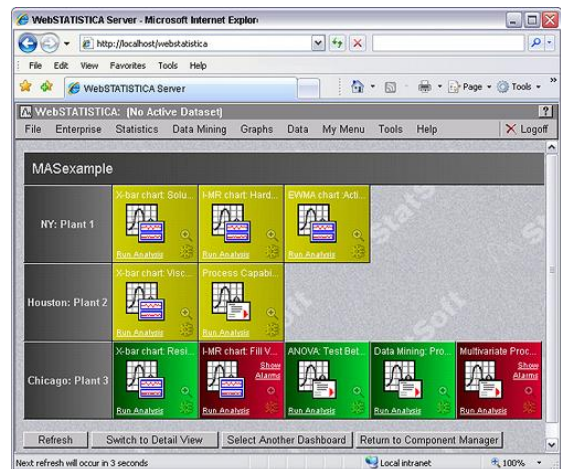 WebSTATISTICA Server - Microsoft Internet Explor
http://localhost/webstatistica
File Edit View Favorites Tools Help
WebSTATISTICA Server
Page Tools
WebSTATISTICA: [No Active Dataset]
File Enterprise Statistics Data Mining Graphs Data My Menu Tools Help Logoff
MASexample
NY: Plant 1
X-bar chart: Solu... I-MR chart: Hard... EWMA chart: Acti...
Run Analysis Run Analysis Run Analysis
Houston: Plant 2
X-bar chart: Visc... Process Capabi...
Run Analysis Run Analysis
Chicago: Plant 3
X-bar chart: Resi... I-MR chart: Fill V... ANOVA: Test Bet... Data Mining: Pro... Multivariate Proc...
Show Alarms Show Alarms
Run Analysis Run Analysis Run Analysis Run Analysis Run Analysis
StatSoft
Refresh Switch to Detail View Select Another Dashboard Return to Component Manager
Next refresh will occur in 3 seconds Local intranet 100%